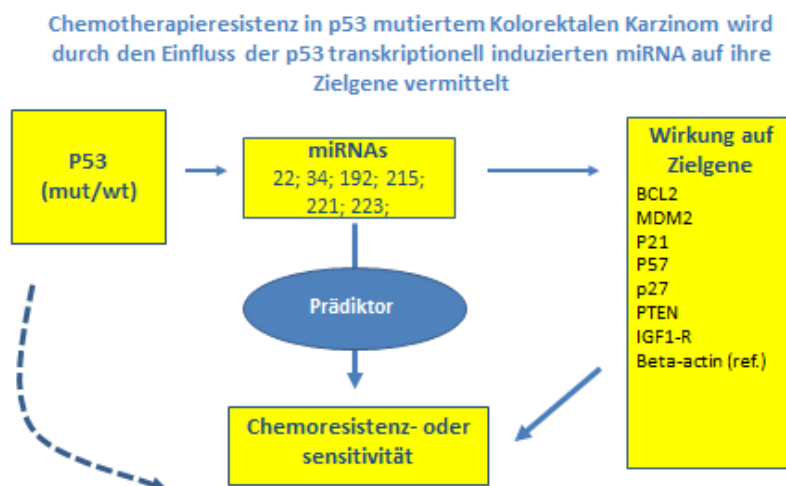 Chemotherapieresistenz in p53 mutiertem Kolorektalen Karzinom wird
durch den Einfluss der p53 transkriptionell induzierten miRNA auf ihre
Zielgene vermittelt
P53
(mut/wt)
miRNAs
22; 34; 192; 215;
221; 223;
Wirkung auf
Zielgene
BCL2
MDM2
P21
P57
p27
PTEN
IGF1-R
Beta-actin (ref.)
Prädiktor
Chemoresistenz- oder
sensitivität